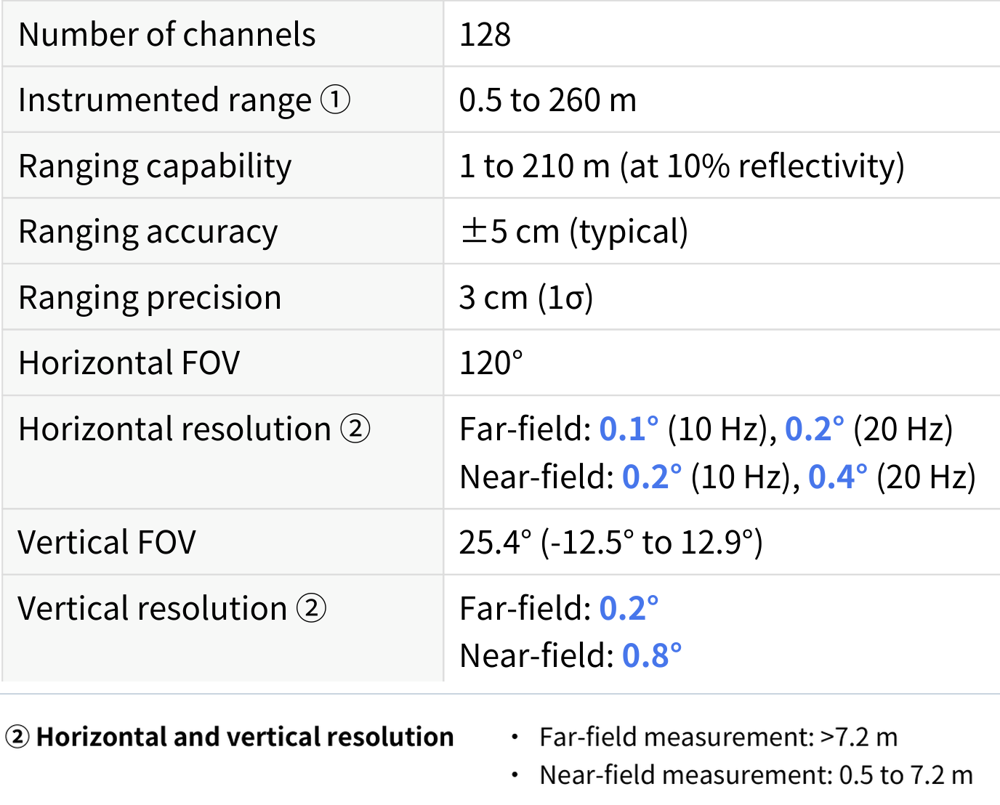 Number of channels 128
Instrumented range ① 0.5 to 260 m
Ranging capability 1 to 210 m (at 10% reflectivity)
Ranging accuracy ±5 cm (typical)
Ranging precision 3 cm (1σ)
Horizontal FOV 120°
Horizontal resolution ② Far-field: 0.1° (10 Hz), 0.2° (20 Hz)
Near-field: 0.2° (10 Hz), 0.4° (20 Hz)
Vertical FOV 25.4° (-12.5° to 12.9°)
Vertical resolution ② Far-field: 0.2°
Near-field: 0.8°
② Horizontal and vertical resolution • Far-field measurement: >7.2 m
• Near-field measurement: 0.5 to 7.2 m